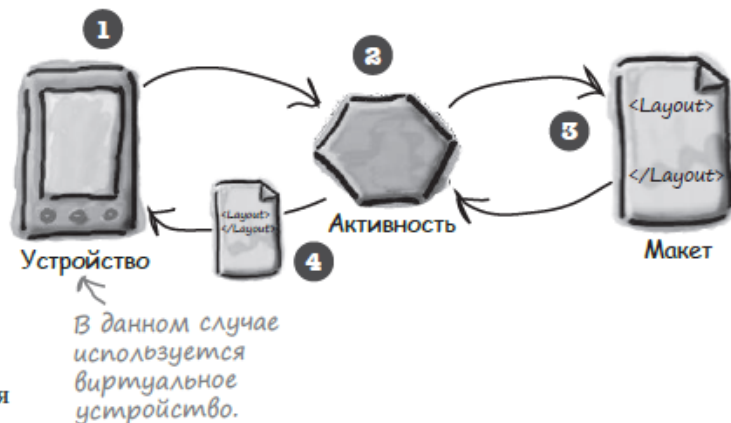 1
2
<Layout>
3
</Layout>
<Layout>
</Layout>
4
Активность
Макет
Устройство
В данном случае
используется
виртуальное
устройство.
я